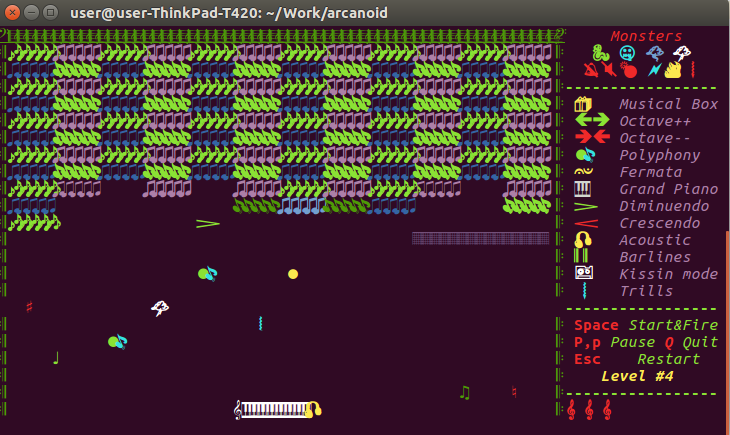 user@user-ThinkPad-T420: ~/Work/arcanoid
Monsters
Musical Box
Octave++
Octave--
Polyphony
Fermata
Grand Piano
Diminuendo
Crescendo
Acoustic
Barlines
Kissin mode
Trills
Space Start&Fire
P,p Pause Q Quit
Esc Restart
Level #4